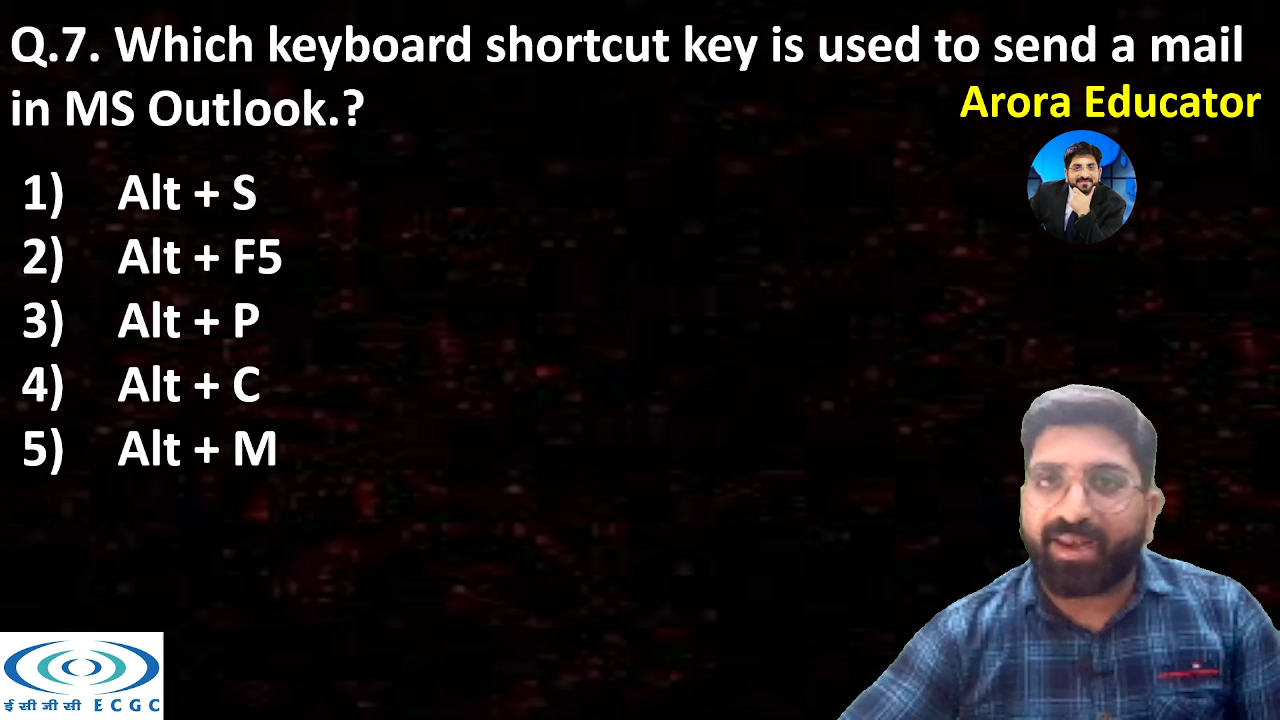 Q.7. Which keyboard shortcut key is used to send a mail
in MS Outlook.?
Arora Educator
1) Alt + S
2) Alt + F5
3) Alt + P
4) Alt + C
5) Alt + M
ई सी जी सी E C G C